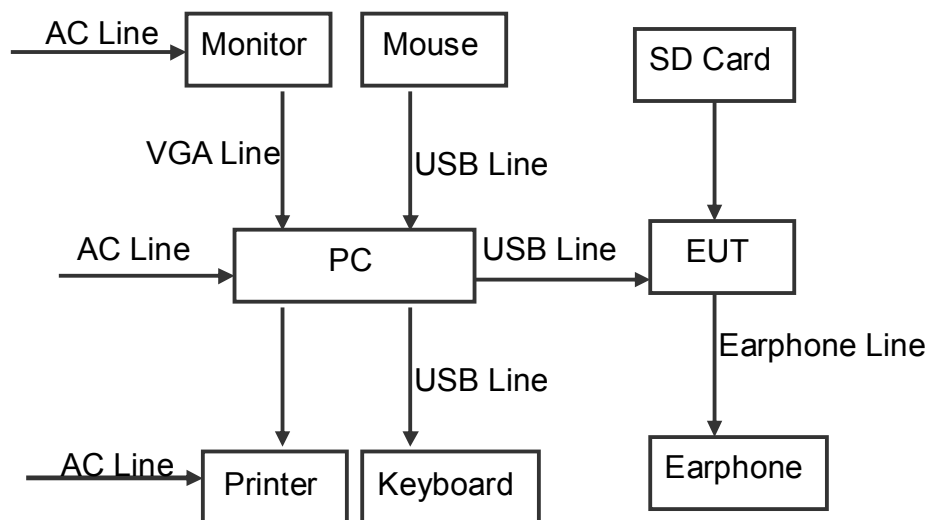 AC Line
Monitor
Mouse
SD Card
VGA Line
USB Line
AC Line
PC
USB Line
EUT
USB Line
Earphone Line
AC Line
Printer
Keyboard
Earphone